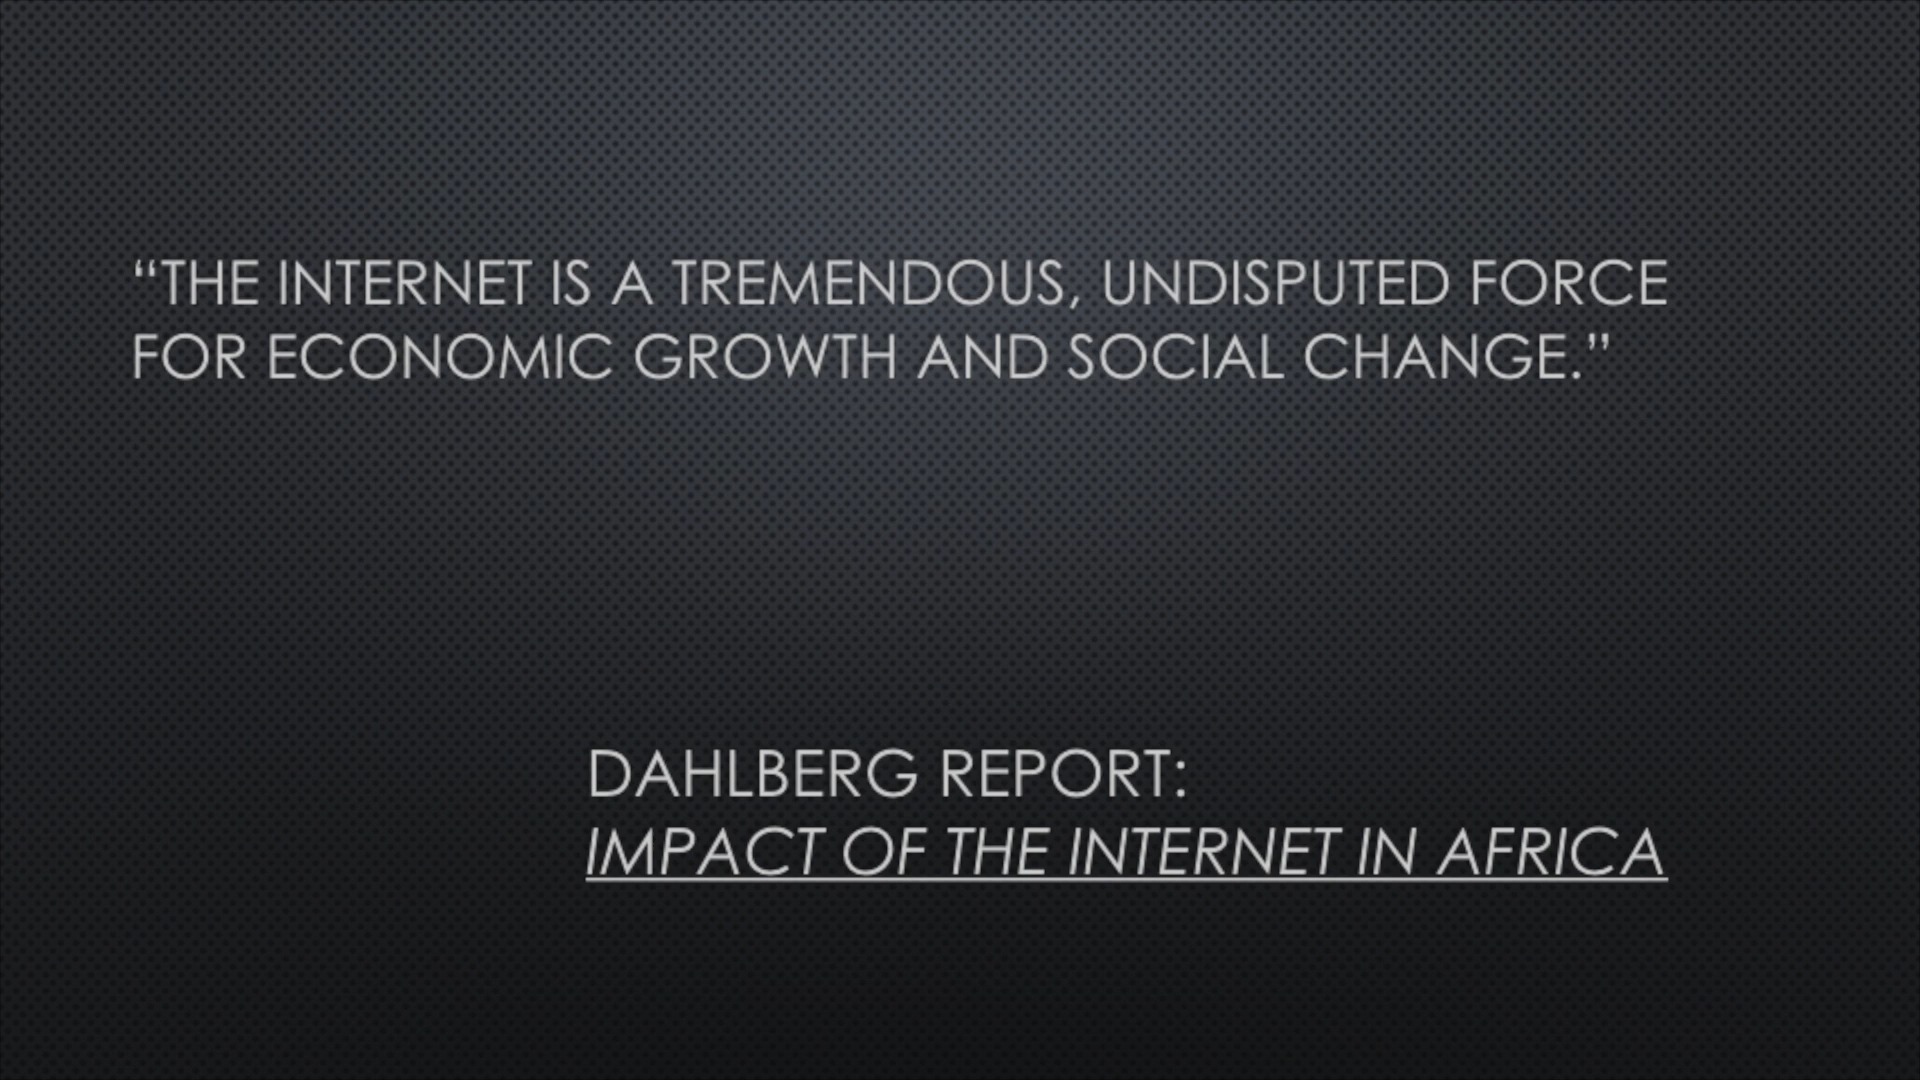 “THE INTERNET IS A TREMENDOUS, UNDISPUTED FORCE
FOR ECONOMIC GROWTH AND SOCIAL CHANGE.”
DAHLBERG REPORT:
IMPACT OF THE INTERNET IN AFRICA